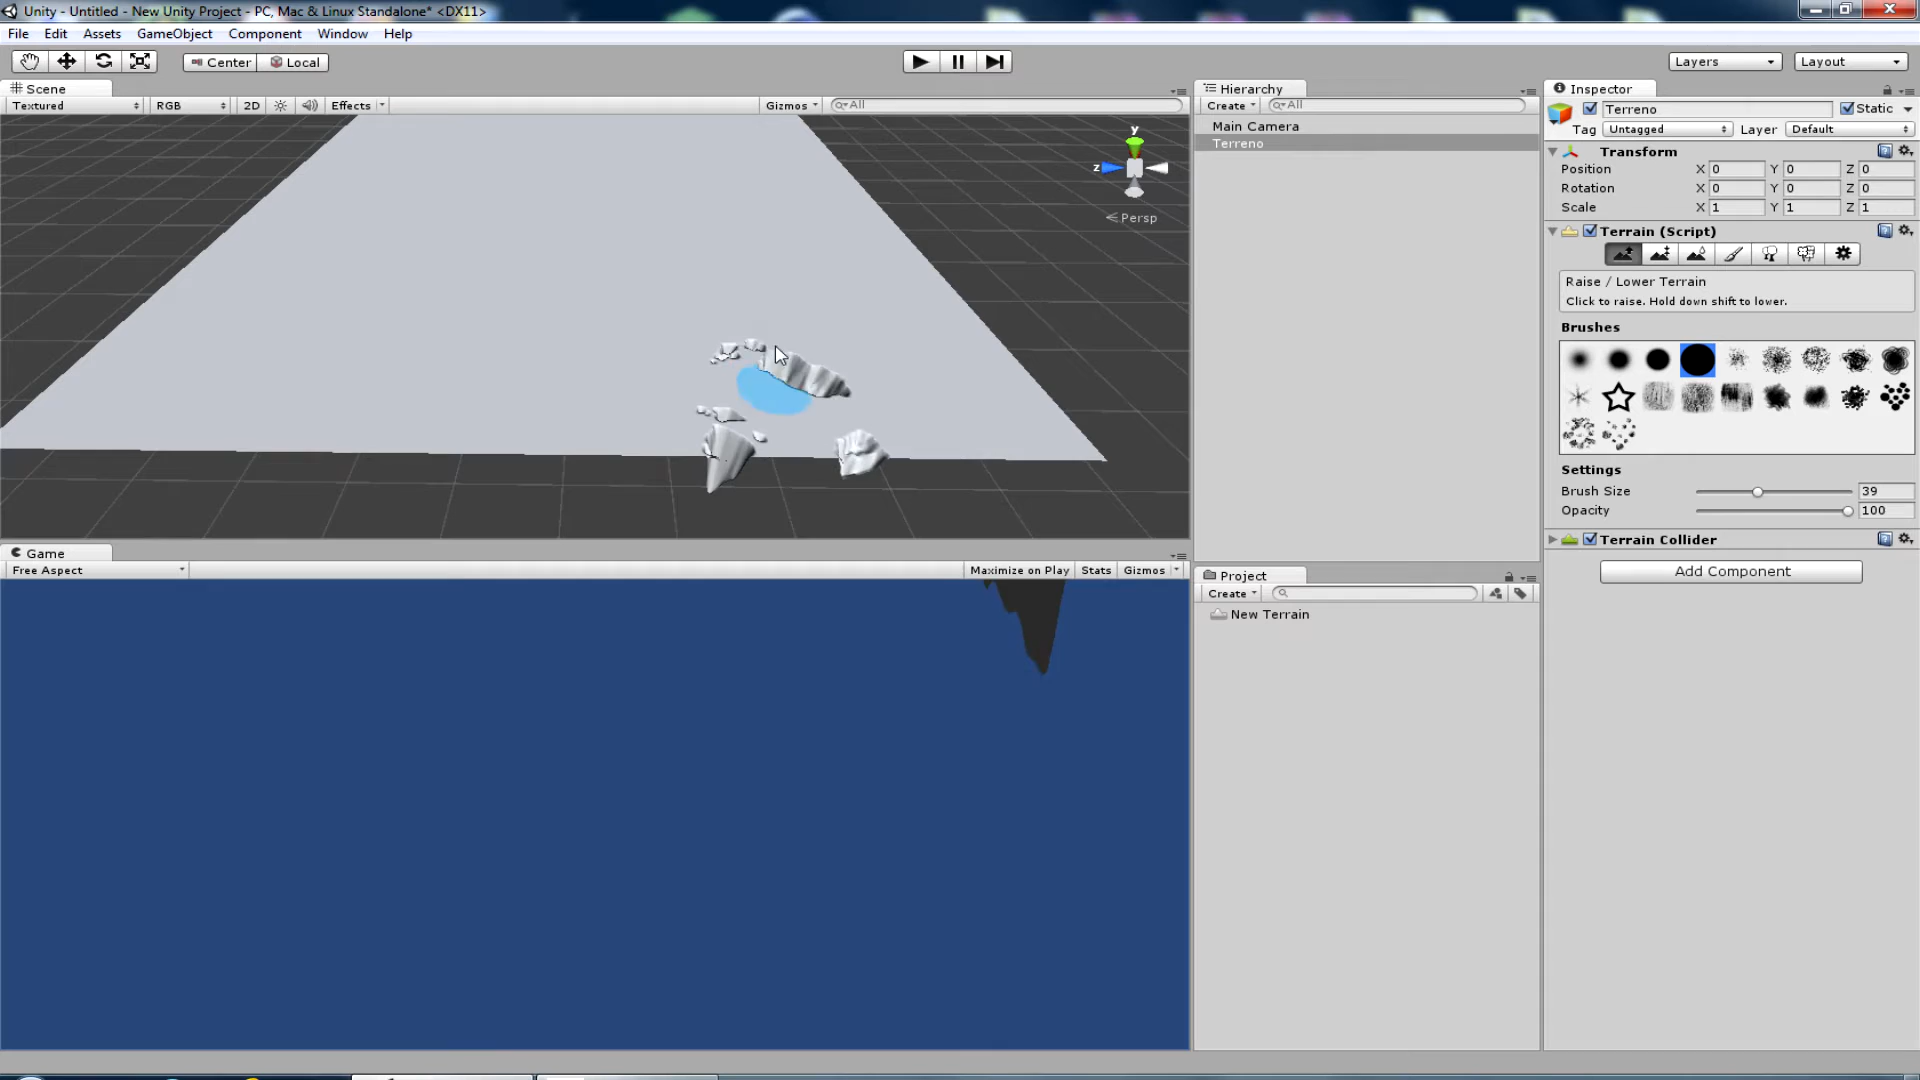 Unity - Untitled - New Unity Project - PC, Mac & Linux Standalone* <DX11>
File Edit Assets GameObject Component Window Help
Center Local Layers Layout
Scene
Textured RGB 2D Effects Gizmos All
y
z
Persp
Game
Free Aspect Maximize on Play Stats Gizmos
Hierarchy
Create All
Main Camera
Terreno
Project
Create
New Terrain
Inspector
Terreno Static
Tag Untagged Layer Default
Transform
Position X 0 Y 0 Z 0
Rotation X 0 Y 0 Z 0
Scale X 1 Y 1 Z 1
Terrain (Script)
Raise / Lower Terrain
Click to raise. Hold down shift to lower.
Brushes
Settings
Brush Size 39
Opacity 100
Terrain Collider
Add Component